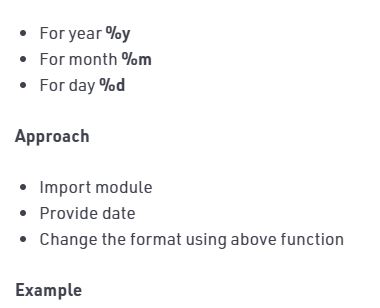 • For year %y
• For month %m
• For day %d
Approach
• Import module
• Provide date
• Change the format using above function
Example